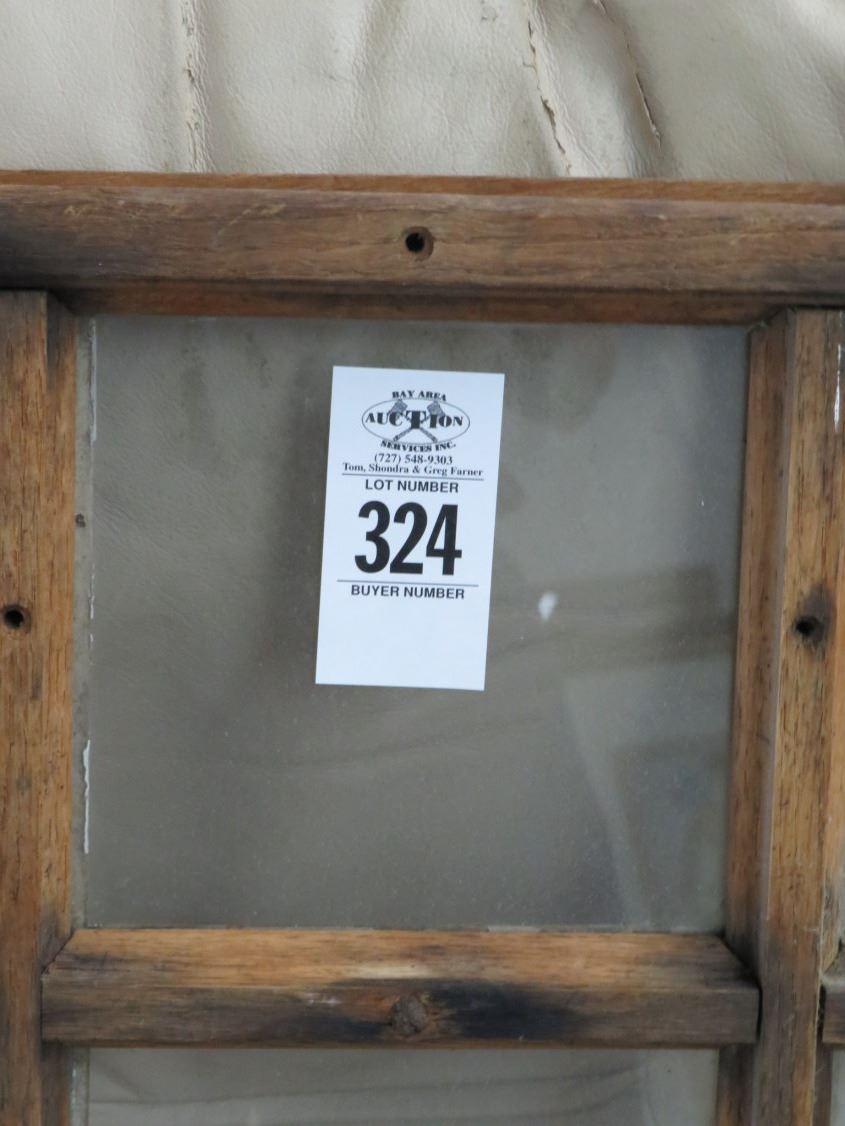 BAY AREA
AUCTION
SERVICES INC.
(727) 548-9303
Tom, Shondra & Greg Farner
LOT NUMBER
324
BUYER NUMBER